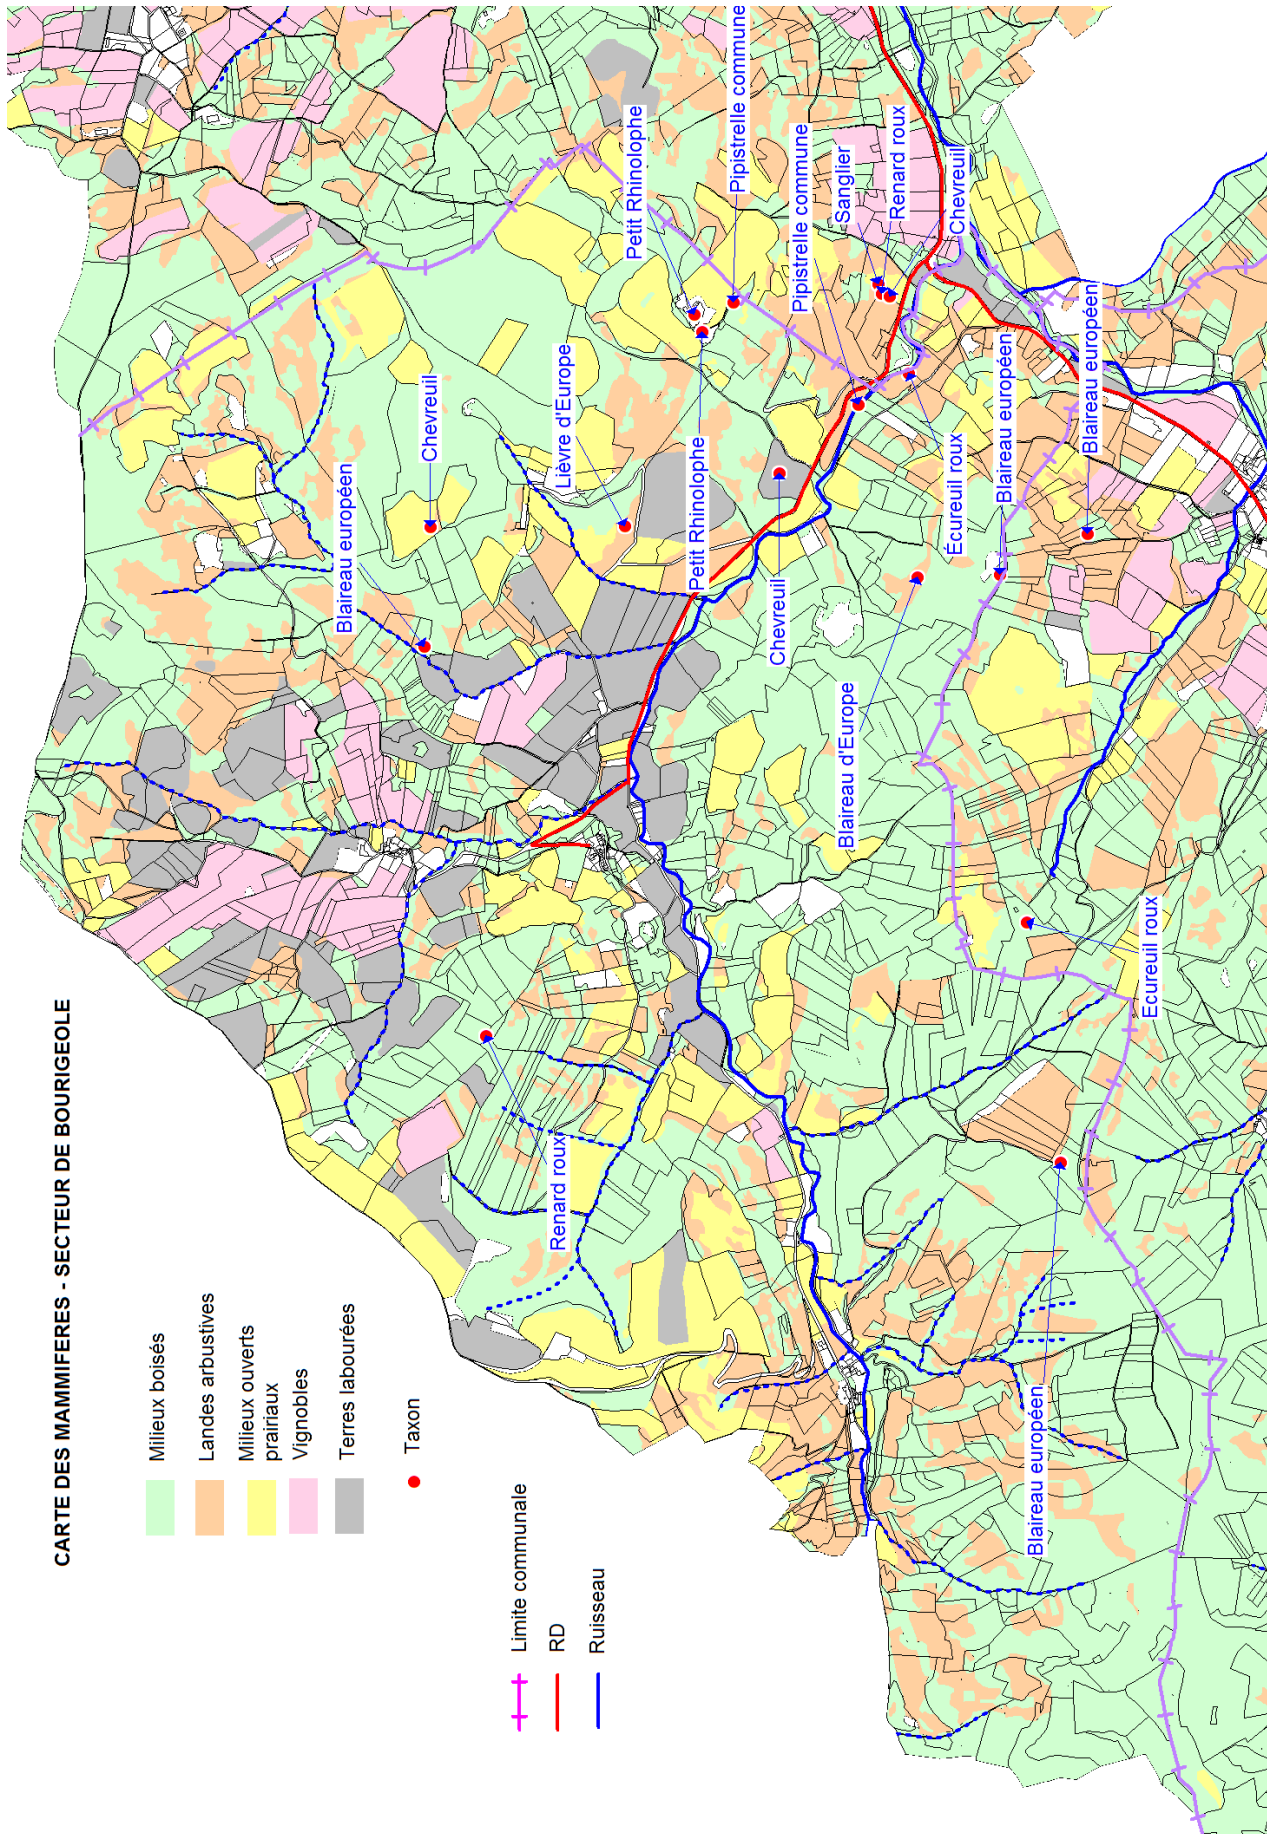 CARTE DES MAMMIFERES - SECTEUR DE BOURIGEOLE
Milieux boisés
Landes arbustives
Milieux ouverts
prairiaux
Vignobles
Terres labourées
Taxon
Limite communale
RD
Ruisseau
Blaireau européen
Chevreuil
Lièvre d'Europe
Petit Rhinolophe
Pipistrelle commune
Pipistrelle commune
Sanglier
Renard roux
Chevreuil
Petit Rhinolophe
Chevreuil
Écureuil roux
Blaireau européen
Blaireau européen
Blaireau d'Europe
Renard roux
Ecureuil roux
Blaireau européen